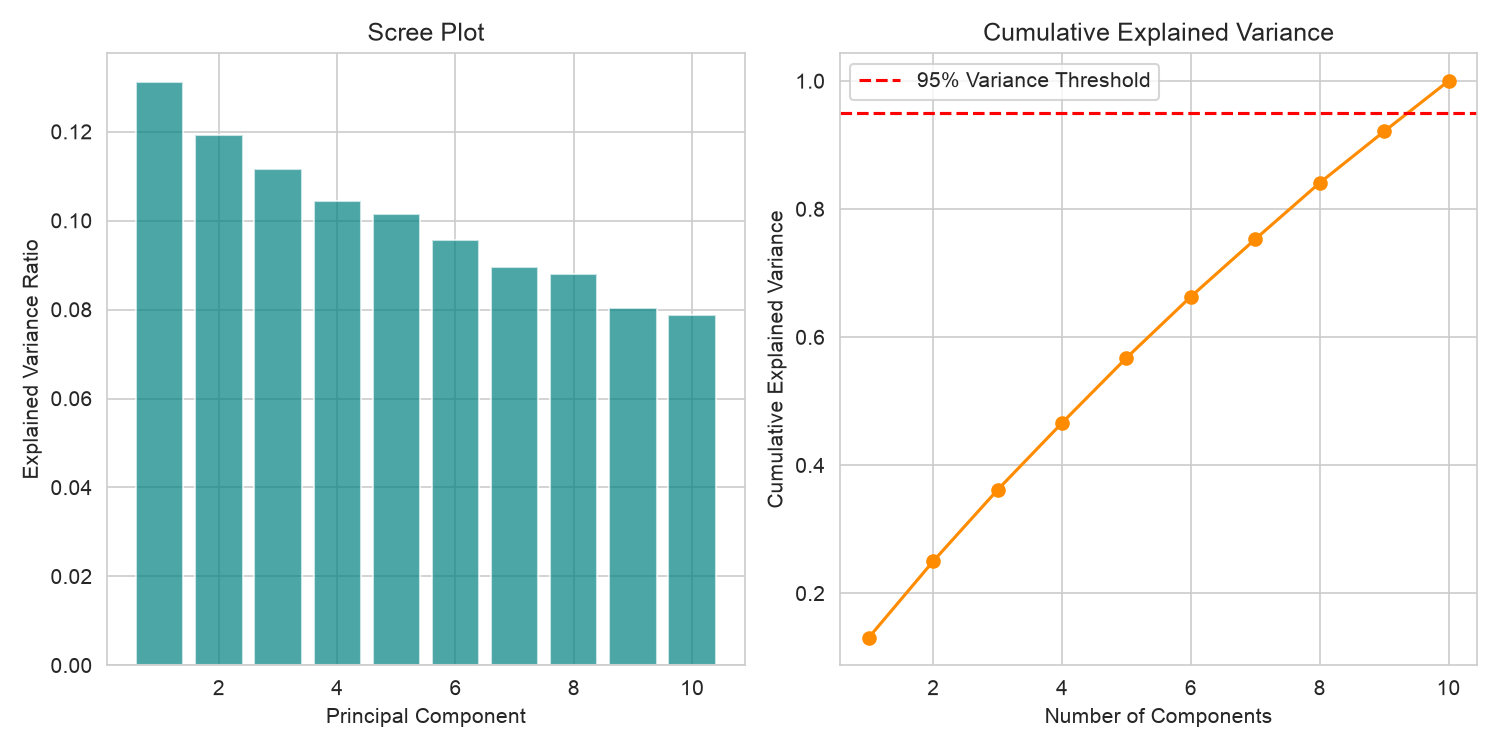 Scree Plot
Explained Variance Ratio
0.12
0.10
0.08
0.06
0.04
0.02
0.00
2 4 6 8 10
Principal Component
Cumulative Explained Variance
95% Variance Threshold
Cumulative Explained Variance
1.0
0.8
0.6
0.4
0.2
2 4 6 8 10
Number of Components